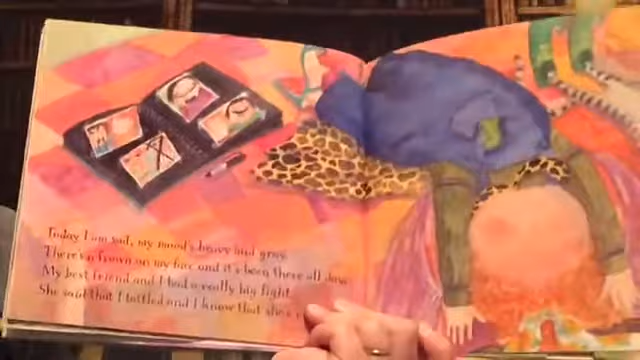 Today I am sad, my mood's heavy and gray.
There's a frown on my face and it's been there all day.
My best friend and I had a really big fight.
She said that I tattled and I know that she's